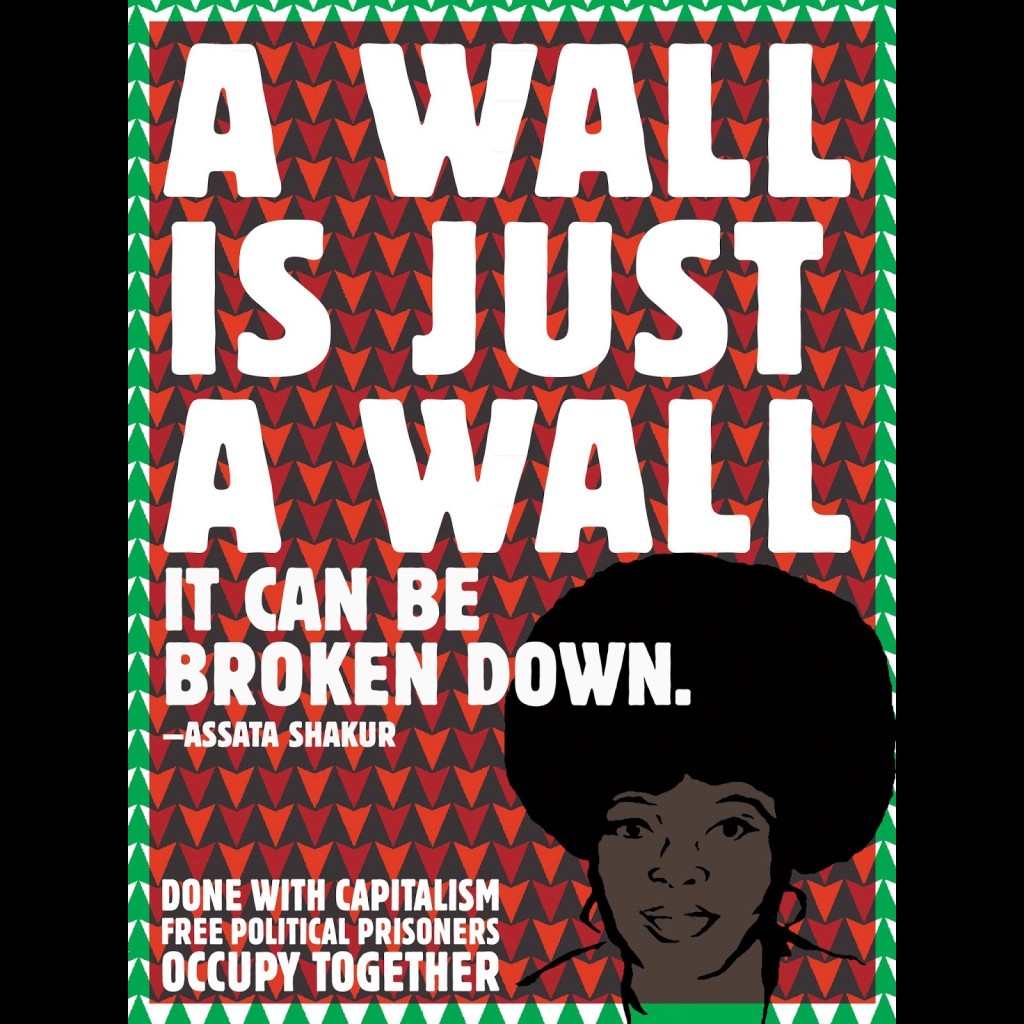 A WALL
IS JUST
A WALL
IT CAN BE
BROKEN DOWN.
–ASSATA SHAKUR
DONE WITH CAPITALISM
FREE POLITICAL PRISONERS
OCCUPY TOGETHER